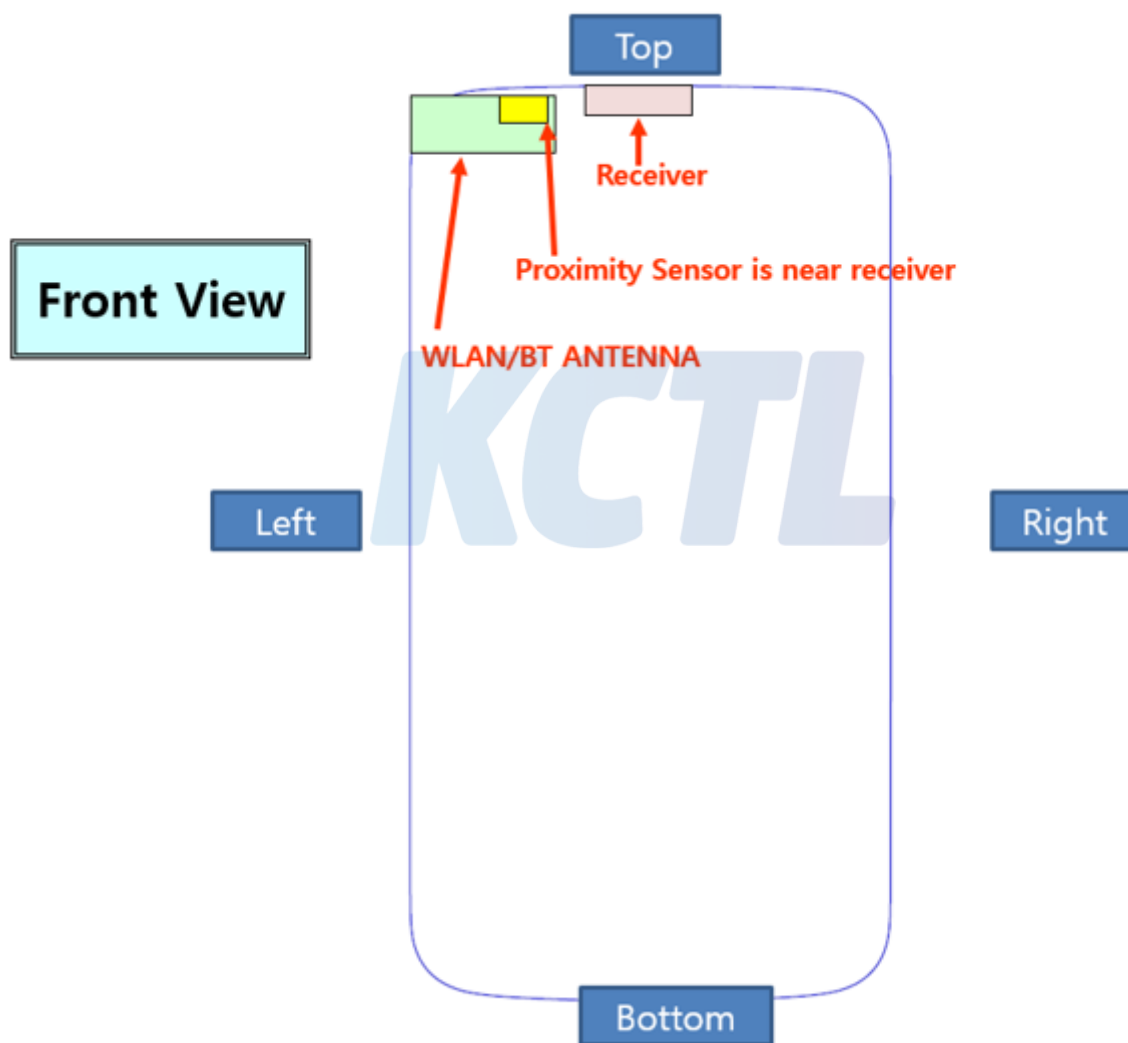 Top
Receiver
Proximity Sensor is near receiver
Front View
WLAN/BT ANTENNA
KCTL
Left
Right
Bottom